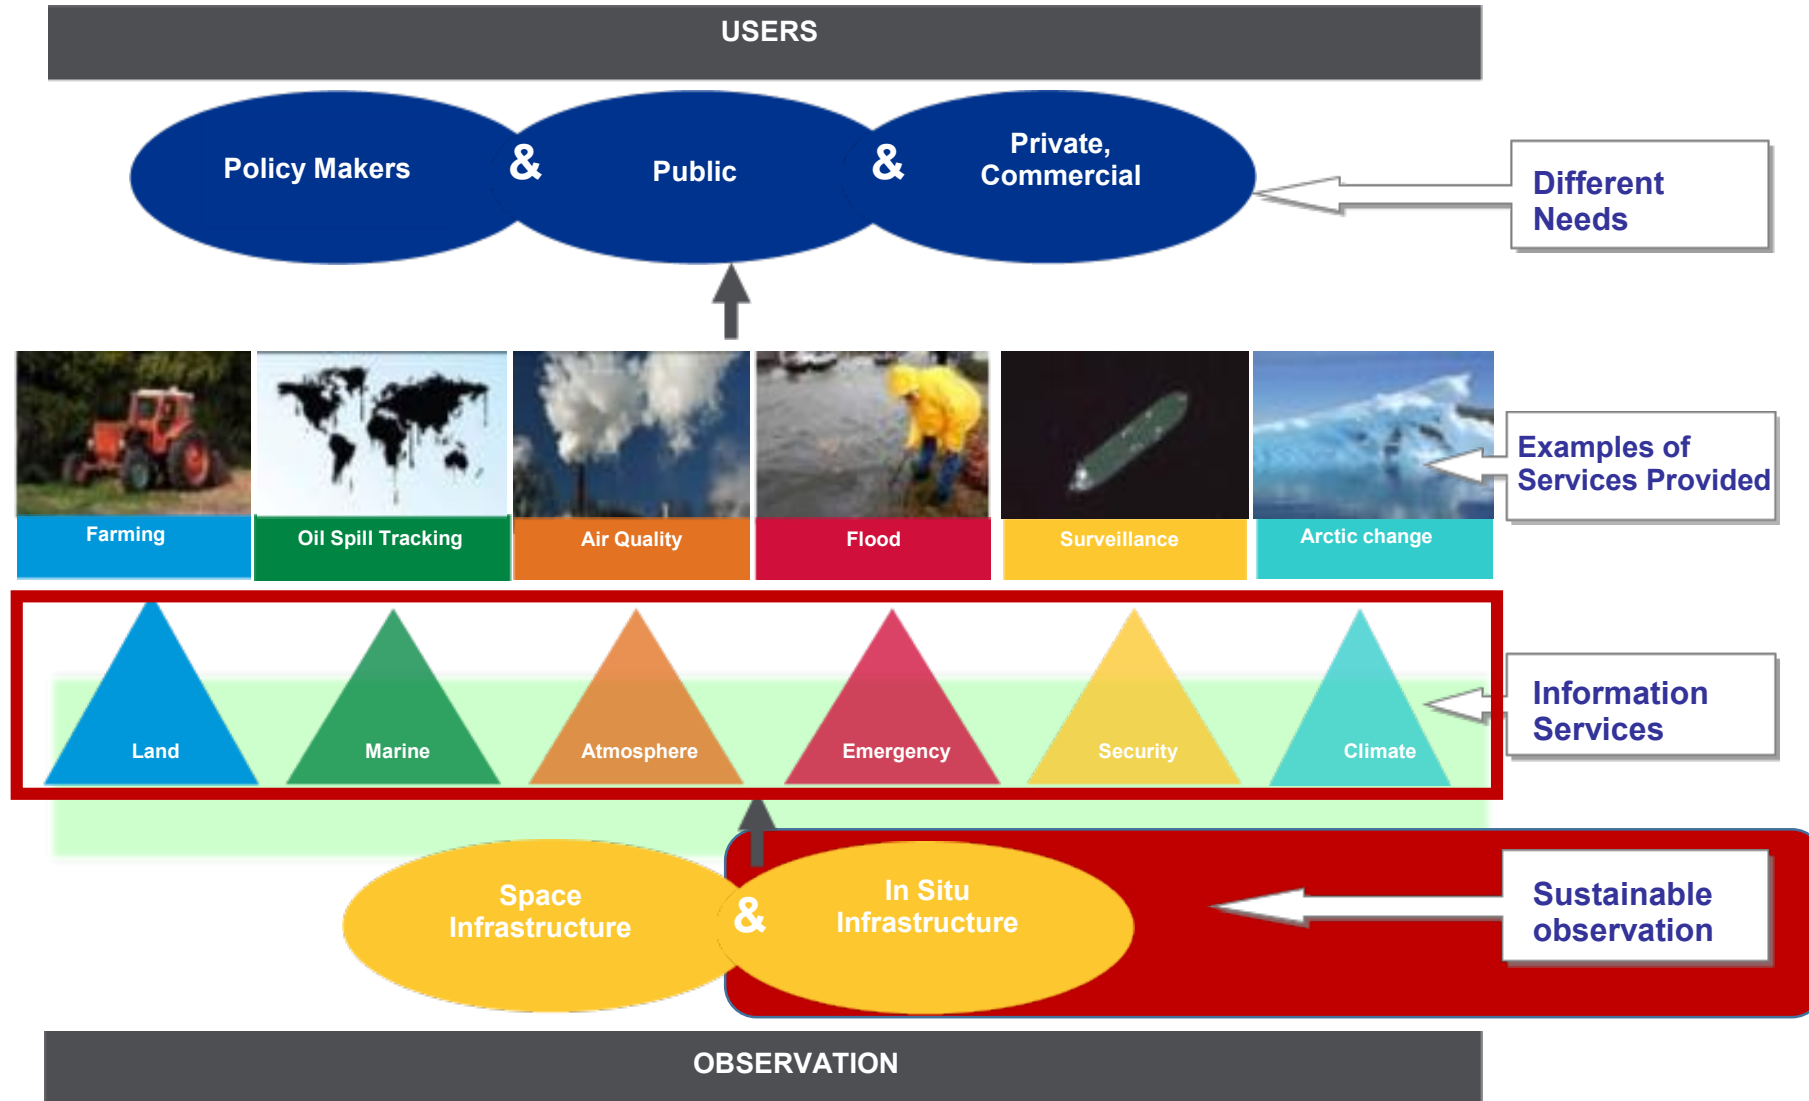 USERS
Policy Makers
&
Public
&
Private,
Commercial
Different
Needs
Farming
Oil Spill Tracking
Air Quality
Flood
Surveillance
Arctic change
Examples of
Services Provided
Land
Marine
Atmosphere
Emergency
Security
Climate
Information
Services
Space
Infrastructure
&
In Situ
Infrastructure
Sustainable
observation
OBSERVATION